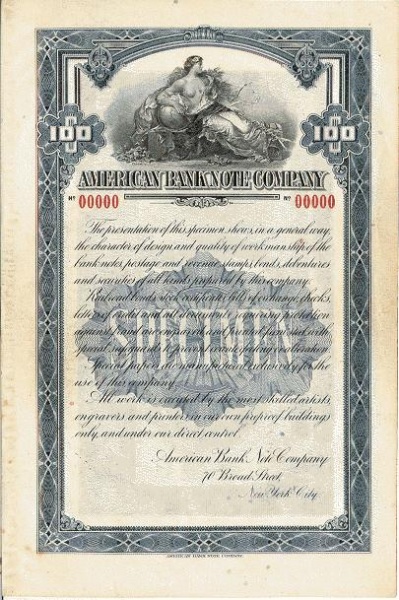 100 100
AMERICAN BANK NOTE COMPANY
Nº 00000 Nº 00000
The presentation of this specimen shows, in a general way,
the character of design and quality of workmanship of the
bank notes, postage and revenue stamps, bonds, debentures
and securities of all kinds prepared by this company.
Railroad bonds, stock certificates, bills of exchange, checks,
letters of credit and all documents requiring protection
against fraud are engraved and printed from steel, with
special safeguards to prevent counterfeiting or alteration.
Special papers are manufactured exclusively for the
use of this company.
SPECIMEN
All work is executed by the most skilled artists,
engravers and printers in our own fireproof buildings
only, and under our direct control.
American Bank Note Company
70 Broad Street,
New York City.
AMERICAN BANK NOTE COMPANY.